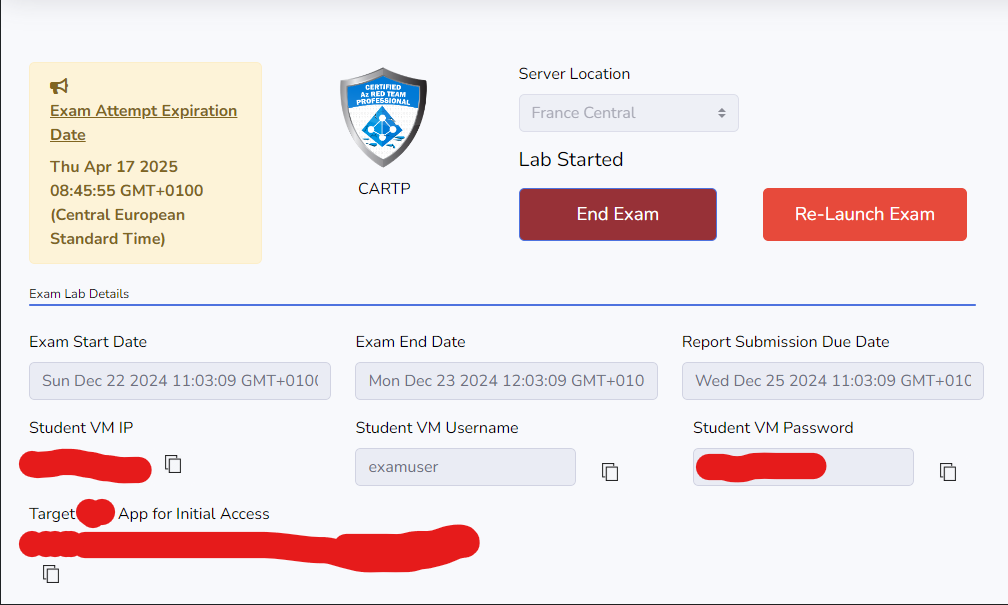 Exam Attempt Expiration
Date
Thu Apr 17 2025
08:45:55 GMT+0100
(Central European
Standard Time)
CERTIFIED
Az RED TEAM
PROFESSIONAL
CARTP
Server Location
France Central
Lab Started
End Exam
Re-Launch Exam
Exam Lab Details
Exam Start Date
Exam End Date
Report Submission Due Date
Sun Dec 22 2024 11:03:09 GMT+010
Mon Dec 23 2024 12:03:09 GMT+010
Wed Dec 25 2024 11:03:09 GMT+010
Student VM IP
Student VM Username
Student VM Password
examuser
Target App for Initial Access